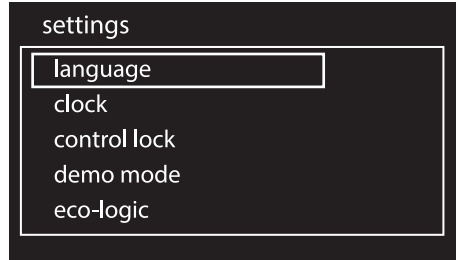 settings
language
clock
control lock
demo mode
eco-logic